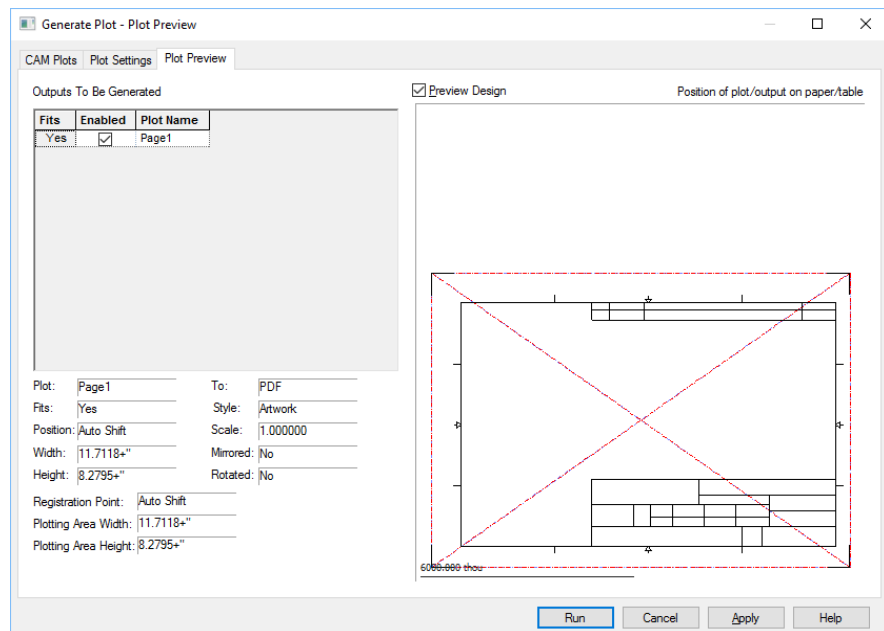 Generate Plot - Plot Preview
CAM Plots Plot Settings Plot Preview
Outputs To Be Generated
Preview Design Position of plot/output on paper/table
Fits Enabled Plot Name
Yes Page1
Plot: Page1 To: PDF
Fits: Yes Style: Artwork
Position: Auto Shift Scale: 1.000000
Width: 11.7118+" Mirrored: No
Height: 8.2795+" Rotated: No
Registration Point: Auto Shift
Plotting Area Width: 11.7118+"
Plotting Area Height: 8.2795+"
6000.000 thou
Run Cancel Apply Help